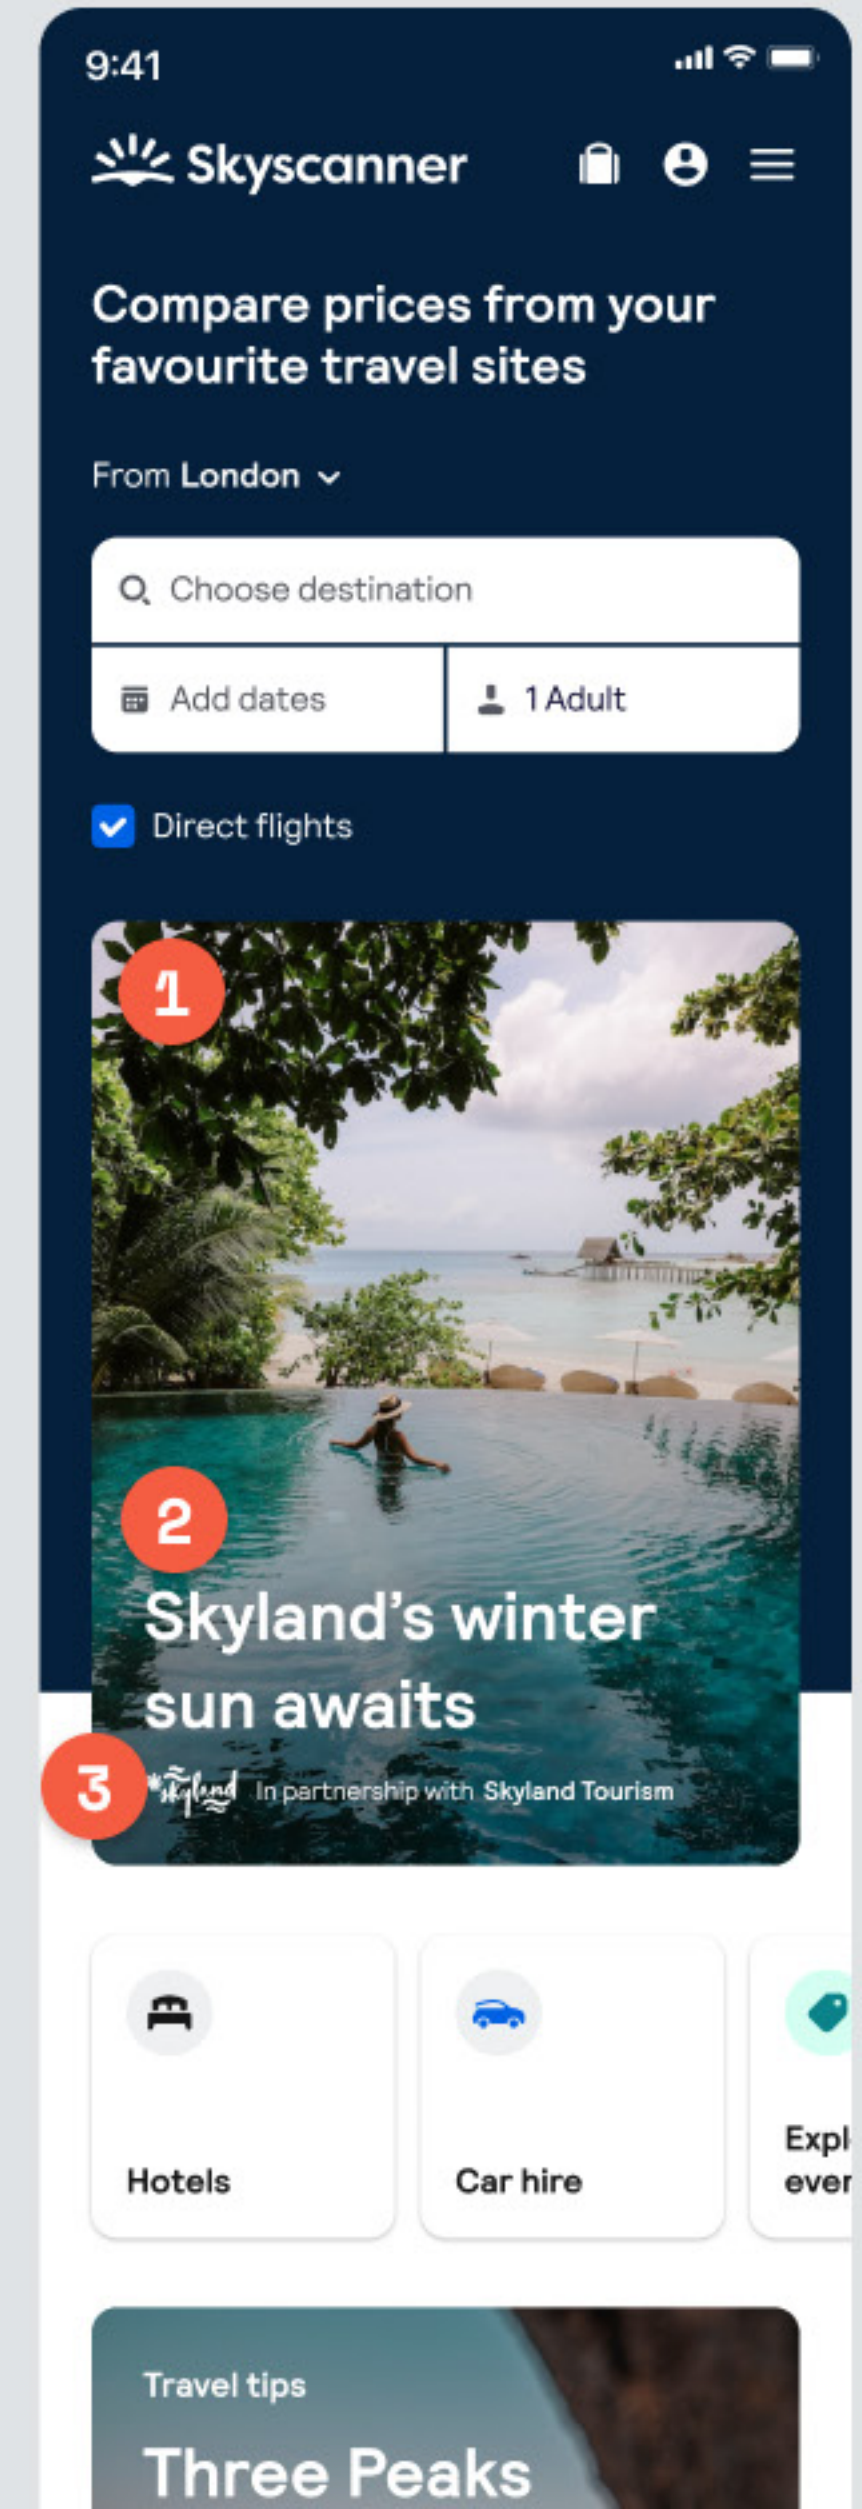 9:41
Skyscanner
Compare prices from your
favourite travel sites
From London
Choose destination
Add dates
1 Adult
Direct flights
1
2
Skyland's winter
sun awaits
3
skyland In partnership with Skyland Tourism
Hotels
Car hire
Travel tips
Three Peaks